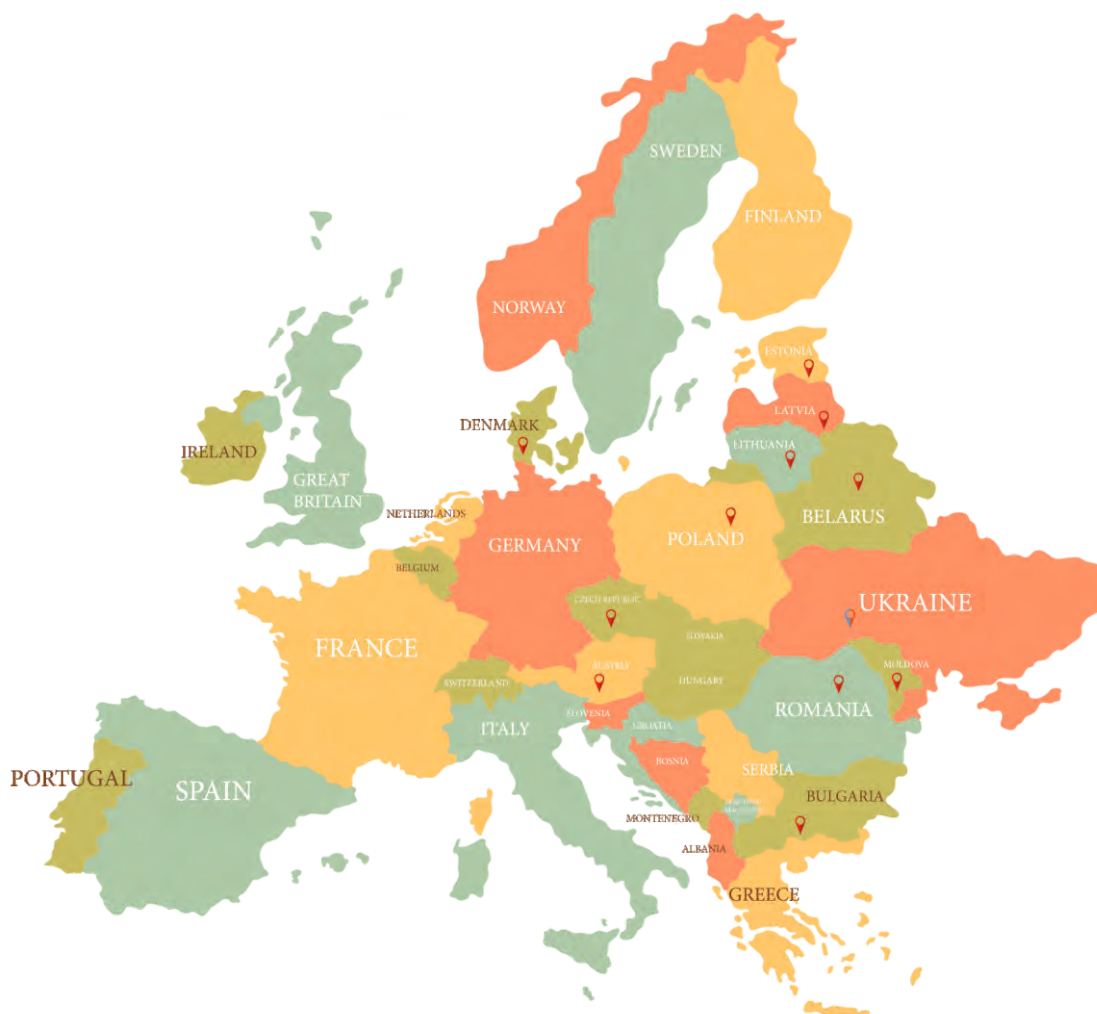 SWEDEN
FINLAND
NORWAY
ESTONIA
LATVIA
DENMARK
LITHUANIA
IRELAND
GREAT
BRITAIN
NETHERLANDS
BELARUS
POLAND
GERMANY
BELGIUM
CZECH REPUBLIC
UKRAINE
SLOVAKIA
FRANCE
AUSTRIA
MOLDOVA
SWITZERLAND
HUNGARY
ROMANIA
SLOVENIA
CROATIA
ITALY
BOSNIA
SERBIA
PORTUGAL
SPAIN
BULGARIA
MONTENEGRO
ALBANIA
GREECE